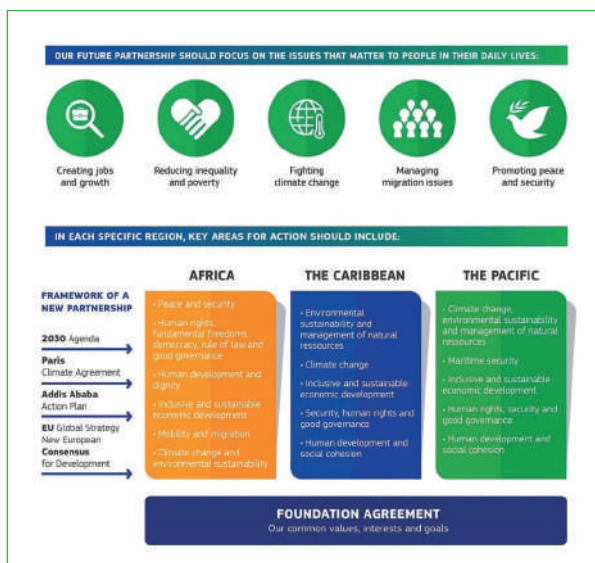 OUR FUTURE PARTNERSHIP SHOULD FOCUS ON THE ISSUES THAT MATTER TO PEOPLE IN THEIR DAILY LIVES:
Creating jobs
and growth
Reducing inequality
and poverty
Fighting
climate change
Managing
migration issues
Promoting peace
and security
IN EACH SPECIFIC REGION, KEY AREAS FOR ACTION SHOULD INCLUDE:
FRAMEWORK OF A
NEW PARTNERSHIP
2030 Agenda
Paris
Climate Agreement
Addis Ababa
Action Plan
EU Global Strategy
New European
Consensus
for Development
AFRICA
• Peace and security
• Human rights,
fundamental freedoms,
democracy, rule of law and
good governance
• Human development and
dignity
• Inclusive and sustainable
economic development
• Mobility and migration
• Climate change and
environmental sustainability
THE CARIBBEAN
• Environmental
sustainability and
management of natural
ressources
• Climate change
• Inclusive and sustainable
economic development
• Security, human rights and
good governance
• Human development and
social cohesion
THE PACIFIC
• Climate change,
environmental sustainability
and management of natural
ressources
• Maritime security
• Inclusive and sustainable
economic development
• Human rights, security and
good governance
• Human development and
social cohesion
FOUNDATION AGREEMENT
Our common values, interests and goals